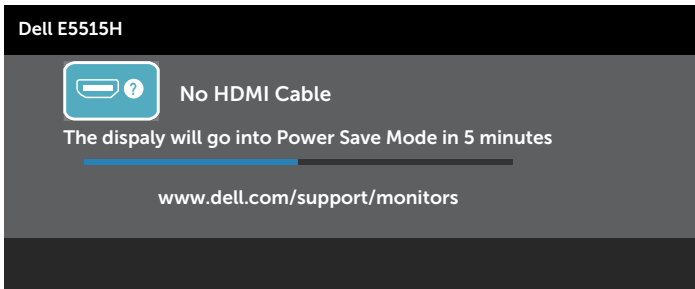 Dell E5515H
?
No HDMI Cable
The dispaly will go into Power Save Mode in 5 minutes
www.dell.com/support/monitors